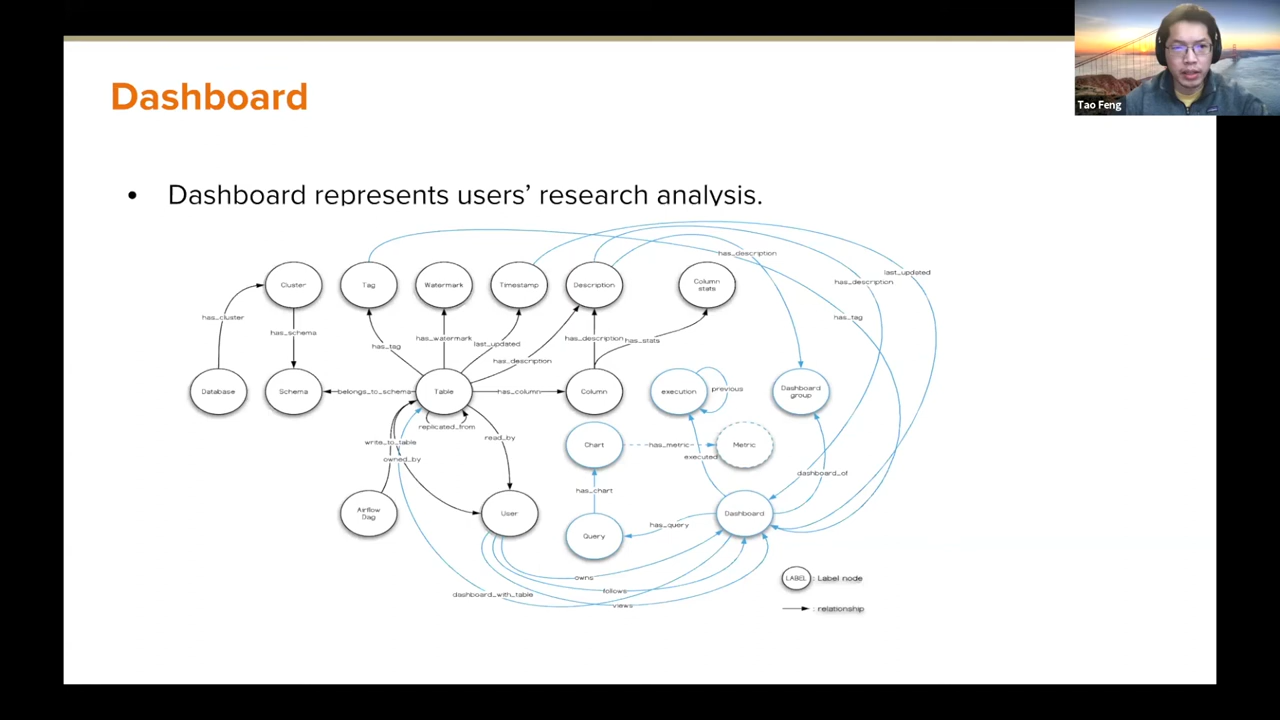 Tao Feng
Dashboard
• Dashboard represents users’ research analysis.
has_description
last_updated
has_description
Cluster
Tag
Watermark
Timestamp
Description
Column
stats
has_cluster
has_tag
has_schema
has_watermark
last_updated
has_description
has_stats
has_tag
has_description
Database
Schema
belongs_to_schema
Table
has_column
Column
execution
previous
Dashboard
group
replicated_from
write_to_table
read_by
Chart
has_metric
Metric
owned_by
executed
dashboard_of
has_chart
Airflow
Dag
User
Dashboard
has_query
Query
owns
follows
dashboard_with_table
views
LABEL : Label node
: relationship